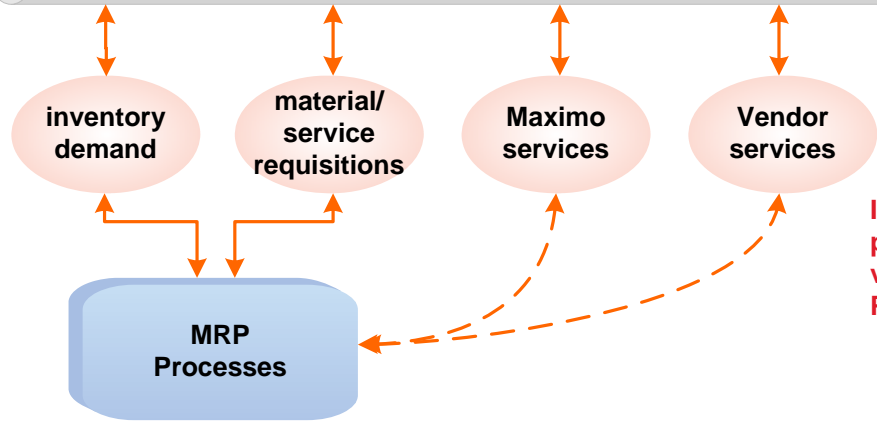 inventory
demand
material/
service
requisitions
Maximo
services
Vendor
services
MRP
Processes